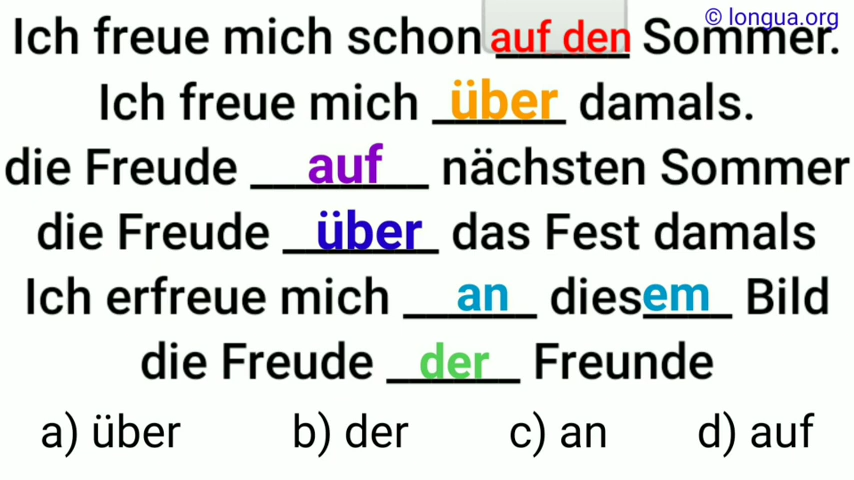 © longua.org
Ich freue mich schon auf den Sommer.
Ich freue mich über damals.
die Freude auf nächsten Sommer
die Freude über das Fest damals
Ich erfreue mich an diesem Bild
die Freude der Freunde
a) über b) der c) an d) auf